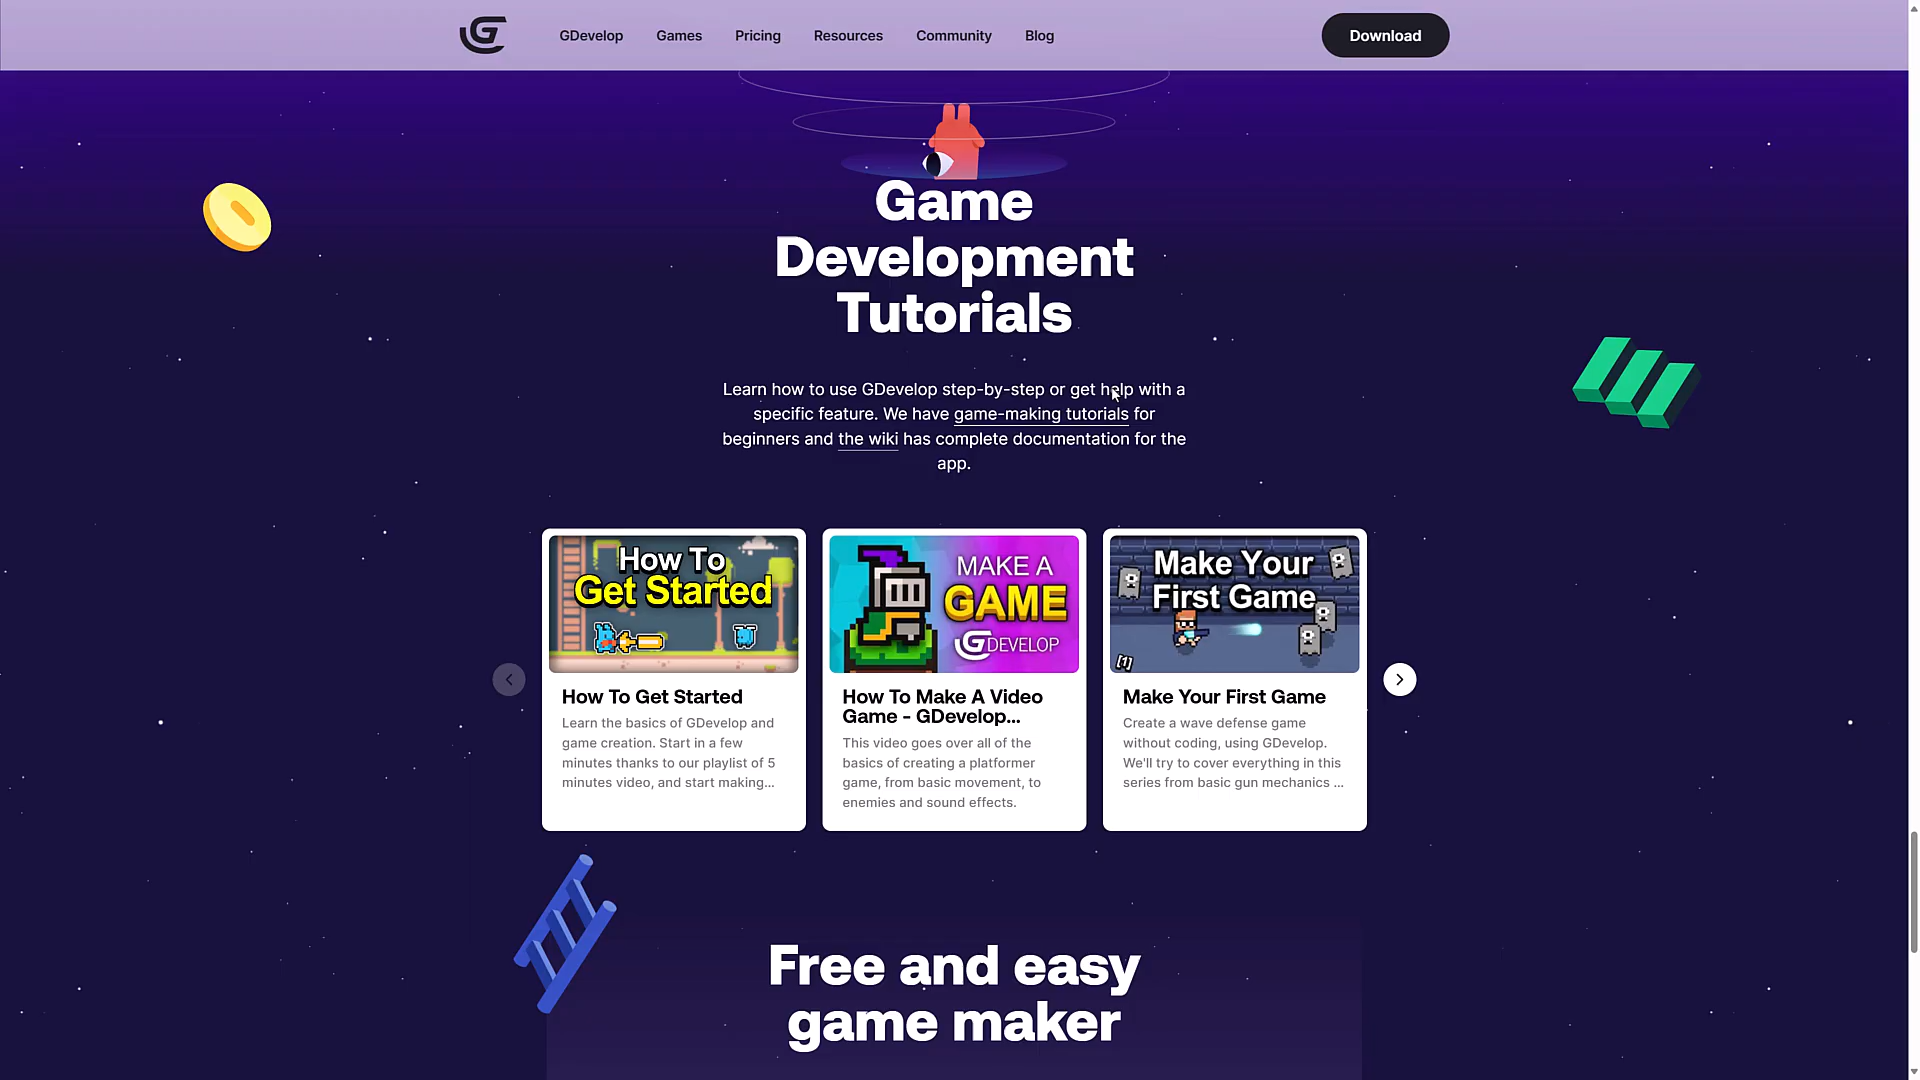 GDevelop
Games
Pricing
Resources
Community
Blog
Download
Game
Development
Tutorials
Learn how to use GDevelop step-by-step or get help with a
specific feature. We have game-making tutorials for
beginners and the wiki has complete documentation for the
app.
How To
Get Started
How To Get Started
Learn the basics of GDevelop and
game creation. Start in a few
minutes thanks to our playlist of 5
minutes video, and start making...
MAKE A
GAME
GDEVELOP
How To Make A Video
Game - GDevelop...
This video goes over all of the
basics of creating a platformer
game, from basic movement, to
enemies and sound effects.
Make Your
First Game
[1]
Make Your First Game
Create a wave defense game
without coding, using GDevelop.
We'll try to cover everything in this
series from basic gun mechanics ...
Free and easy
game maker